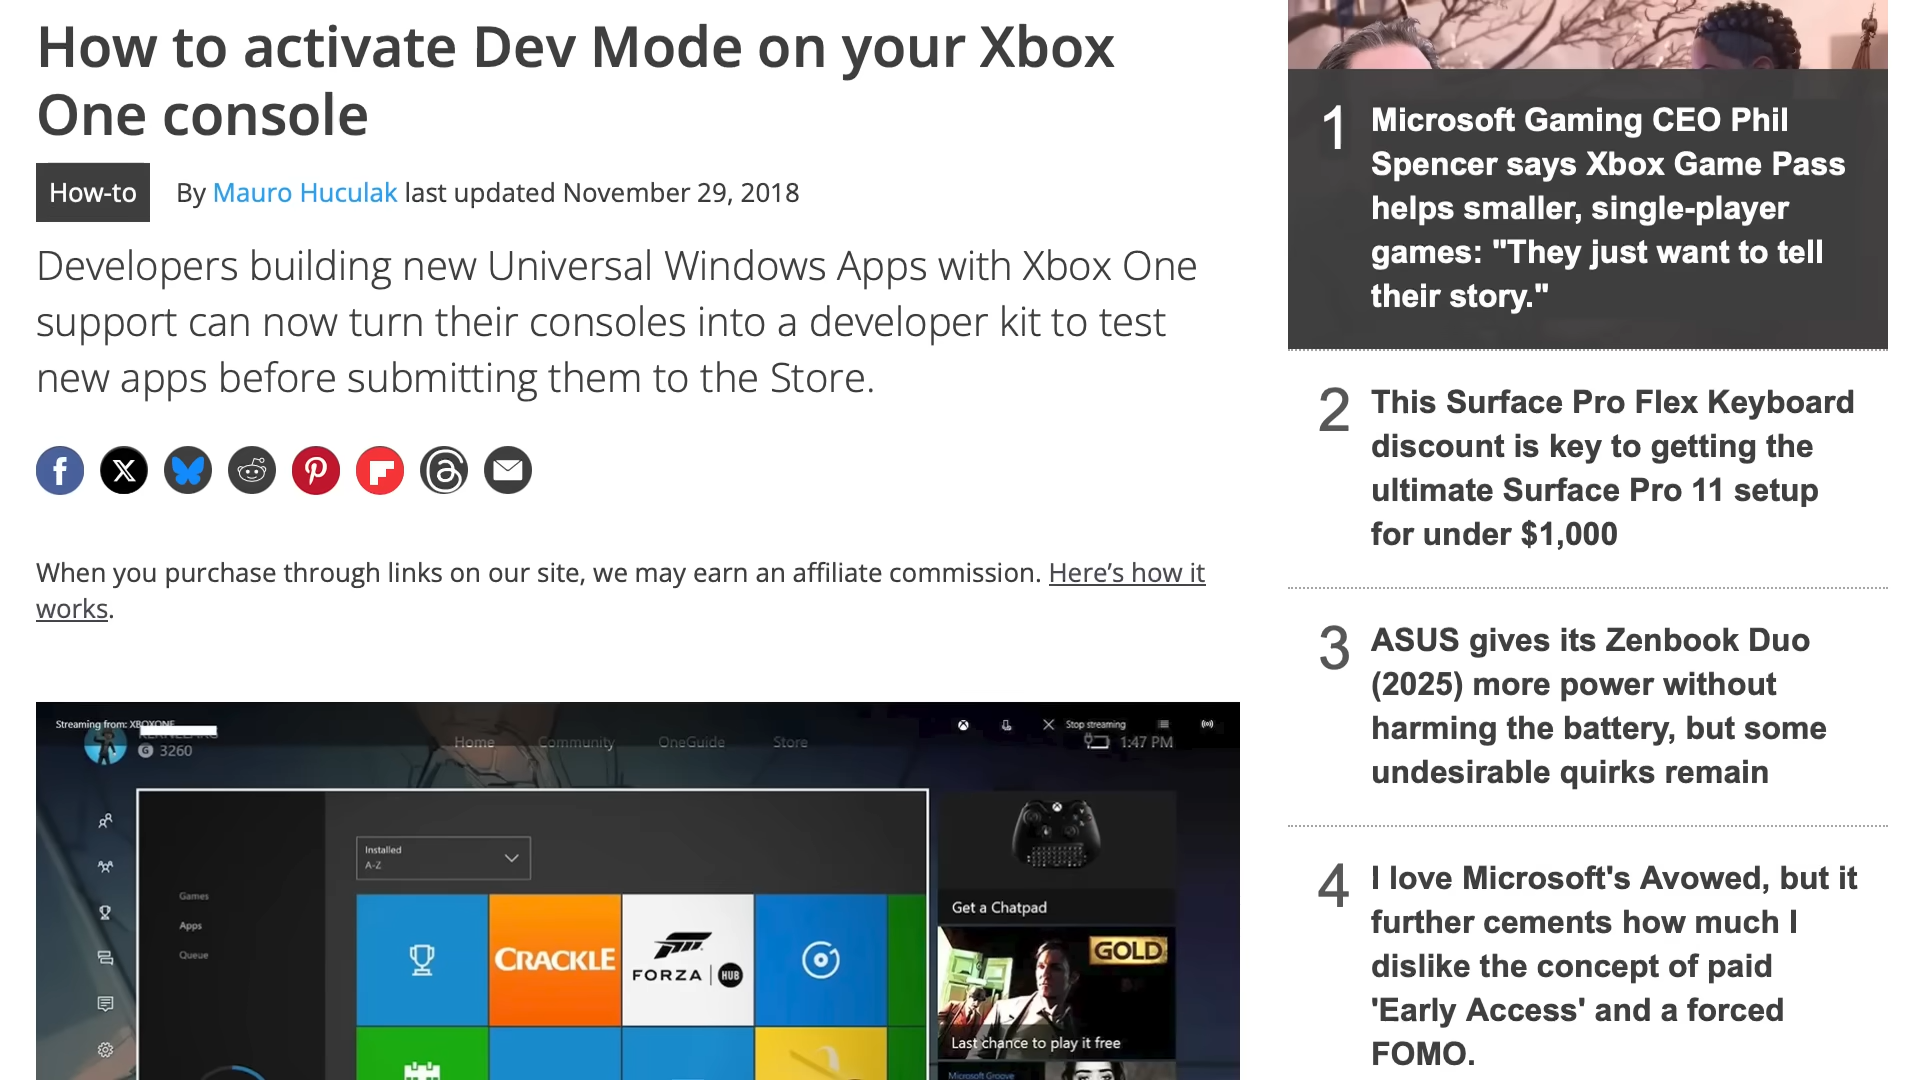 How to activate Dev Mode on your Xbox
One console
How-to
By Mauro Huculak last updated November 29, 2018
Developers building new Universal Windows Apps with Xbox One
support can now turn their consoles into a developer kit to test
new apps before submitting them to the Store.
When you purchase through links on our site, we may earn an affiliate commission. Here’s how it
works.
Streaming from: XBOXONE
Stop streaming
3260
Home Community OneGuide Store
1:47 PM
Installed
A-Z
Games
Apps
Queue
CRACKLE
FORZA | HUB
Get a Chatpad
GOLD
Last chance to play it free
Microsoft Groove
1 Microsoft Gaming CEO Phil
Spencer says Xbox Game Pass
helps smaller, single-player
games: "They just want to tell
their story."
2 This Surface Pro Flex Keyboard
discount is key to getting the
ultimate Surface Pro 11 setup
for under $1,000
3 ASUS gives its Zenbook Duo
(2025) more power without
harming the battery, but some
undesirable quirks remain
4 I love Microsoft's Avowed, but it
further cements how much I
dislike the concept of paid
'Early Access' and a forced
FOMO.